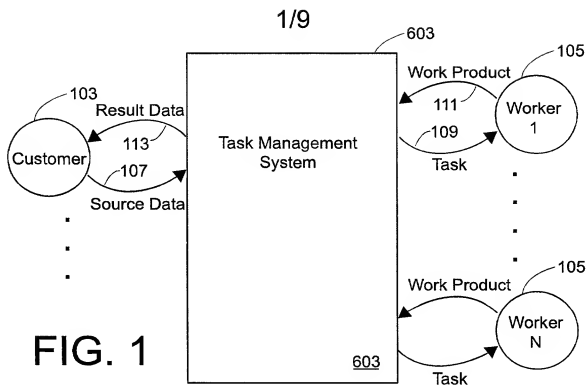 1/9
603
105
103
Work Product
Result Data
111
Worker
1
113
109
Task Management
System
Customer
107
Task
Source Data
105
Work Product
Worker
N
FIG. 1
603
Task